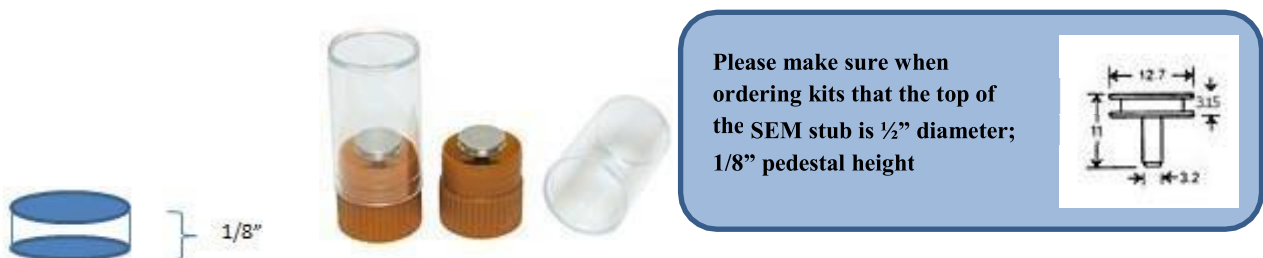 1/8”
Please make sure when
ordering kits that the top of
the SEM stub is ½” diameter;
1/8” pedestal height
12.7
3.15
11
3.2